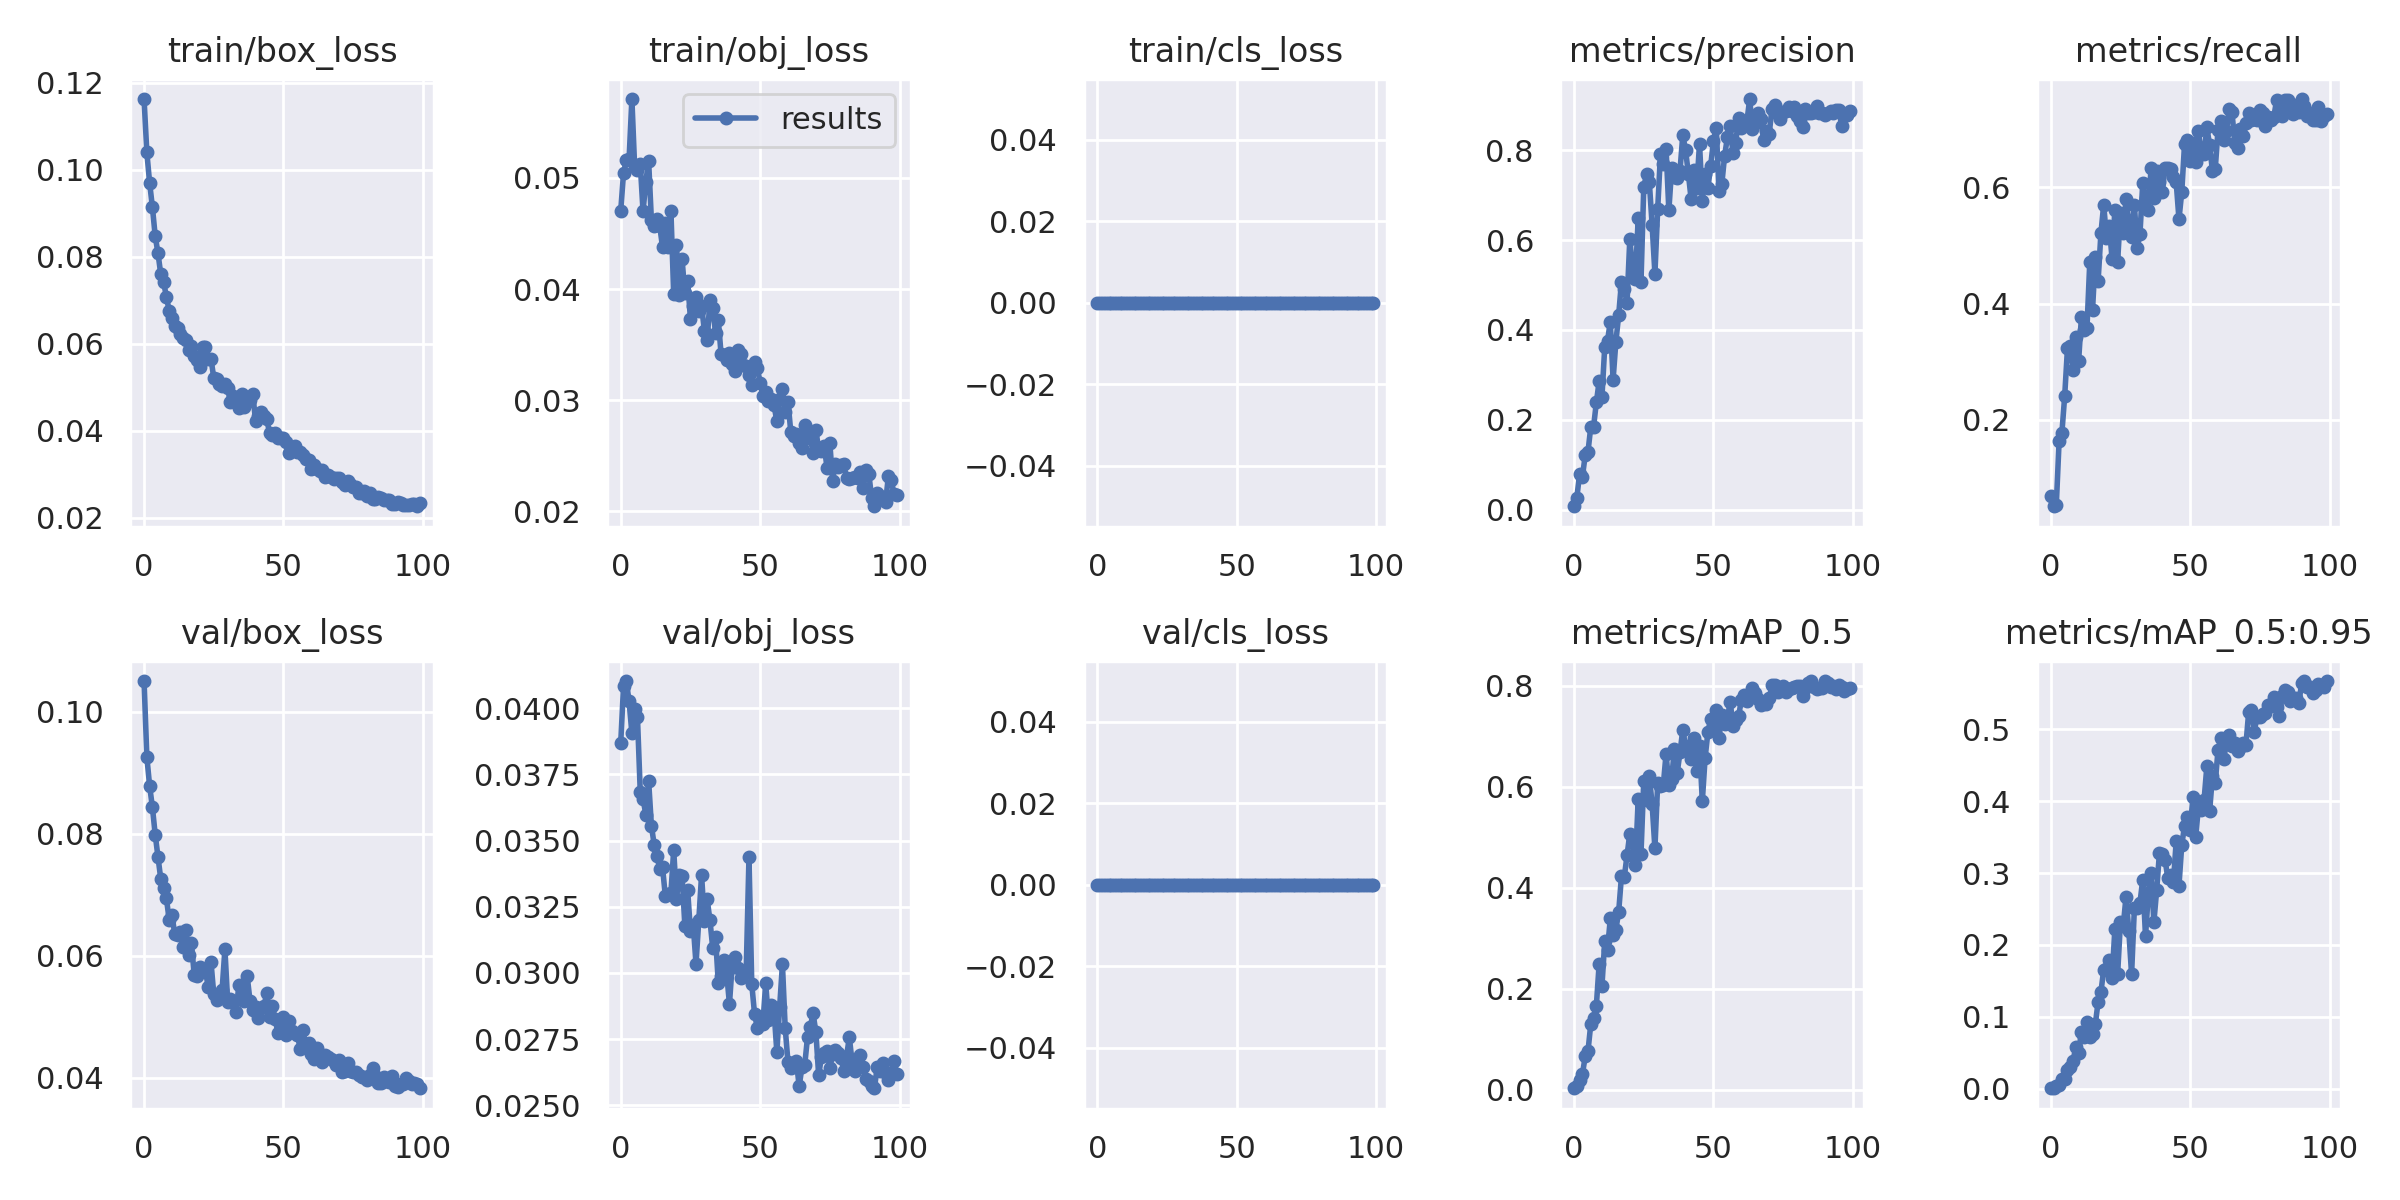 train/box_loss
0.12
0.10
0.08
0.06
0.04
0.02
0 50 100
train/obj_loss
results
0.05
0.04
0.03
0.02
0 50 100
train/cls_loss
0.04
0.02
0.00
−0.02
−0.04
0 50 100
metrics/precision
0.8
0.6
0.4
0.2
0.0
0 50 100
metrics/recall
0.6
0.4
0.2
0 50 100
val/box_loss
0.10
0.08
0.06
0.04
0 50 100
val/obj_loss
0.0400
0.0375
0.0350
0.0325
0.0300
0.0275
0.0250
0 50 100
val/cls_loss
0.04
0.02
0.00
−0.02
−0.04
0 50 100
metrics/mAP_0.5
0.8
0.6
0.4
0.2
0.0
0 50 100
metrics/mAP_0.5:0.95
0.5
0.4
0.3
0.2
0.1
0.0
0 50 100